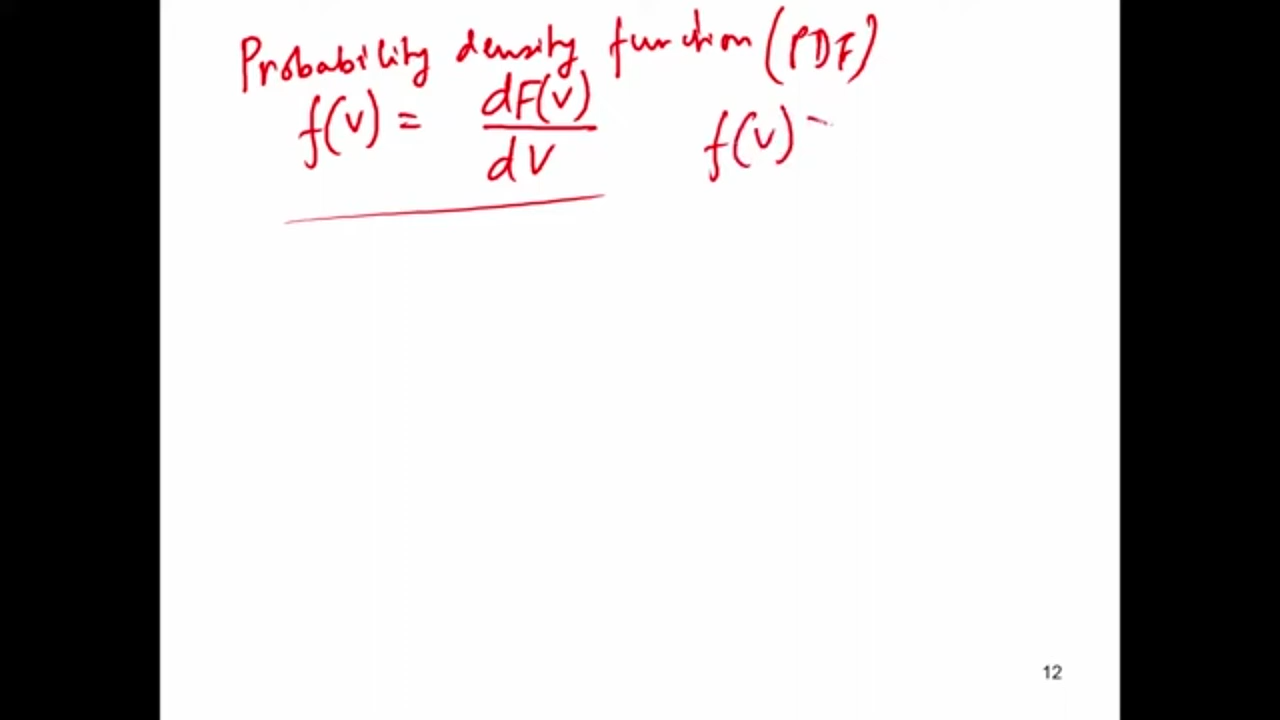 Probability density function (PDF)
f(v) = dF(v)/dV f(v) -
12